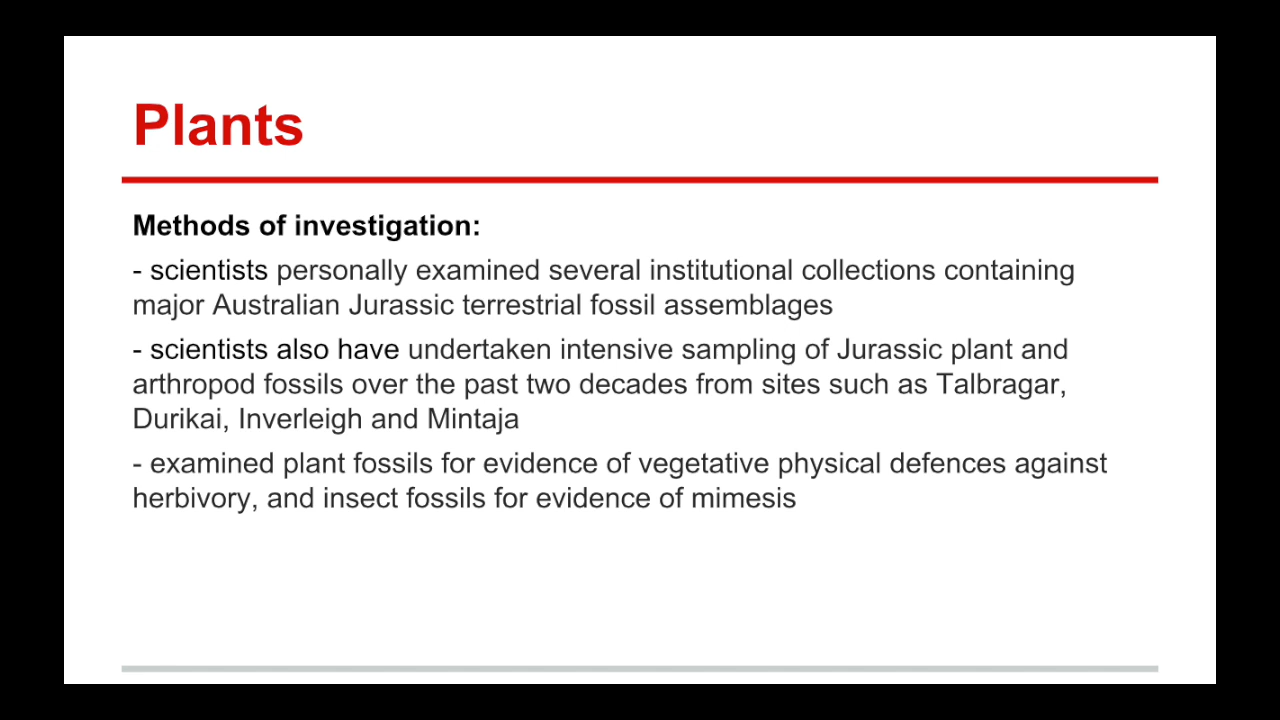 Plants
Methods of investigation:
- scientists personally examined several institutional collections containing
major Australian Jurassic terrestrial fossil assemblages
- scientists also have undertaken intensive sampling of Jurassic plant and
arthropod fossils over the past two decades from sites such as Talbragar,
Durikai, Inverleigh and Mintaja
- examined plant fossils for evidence of vegetative physical defences against
herbivory, and insect fossils for evidence of mimesis